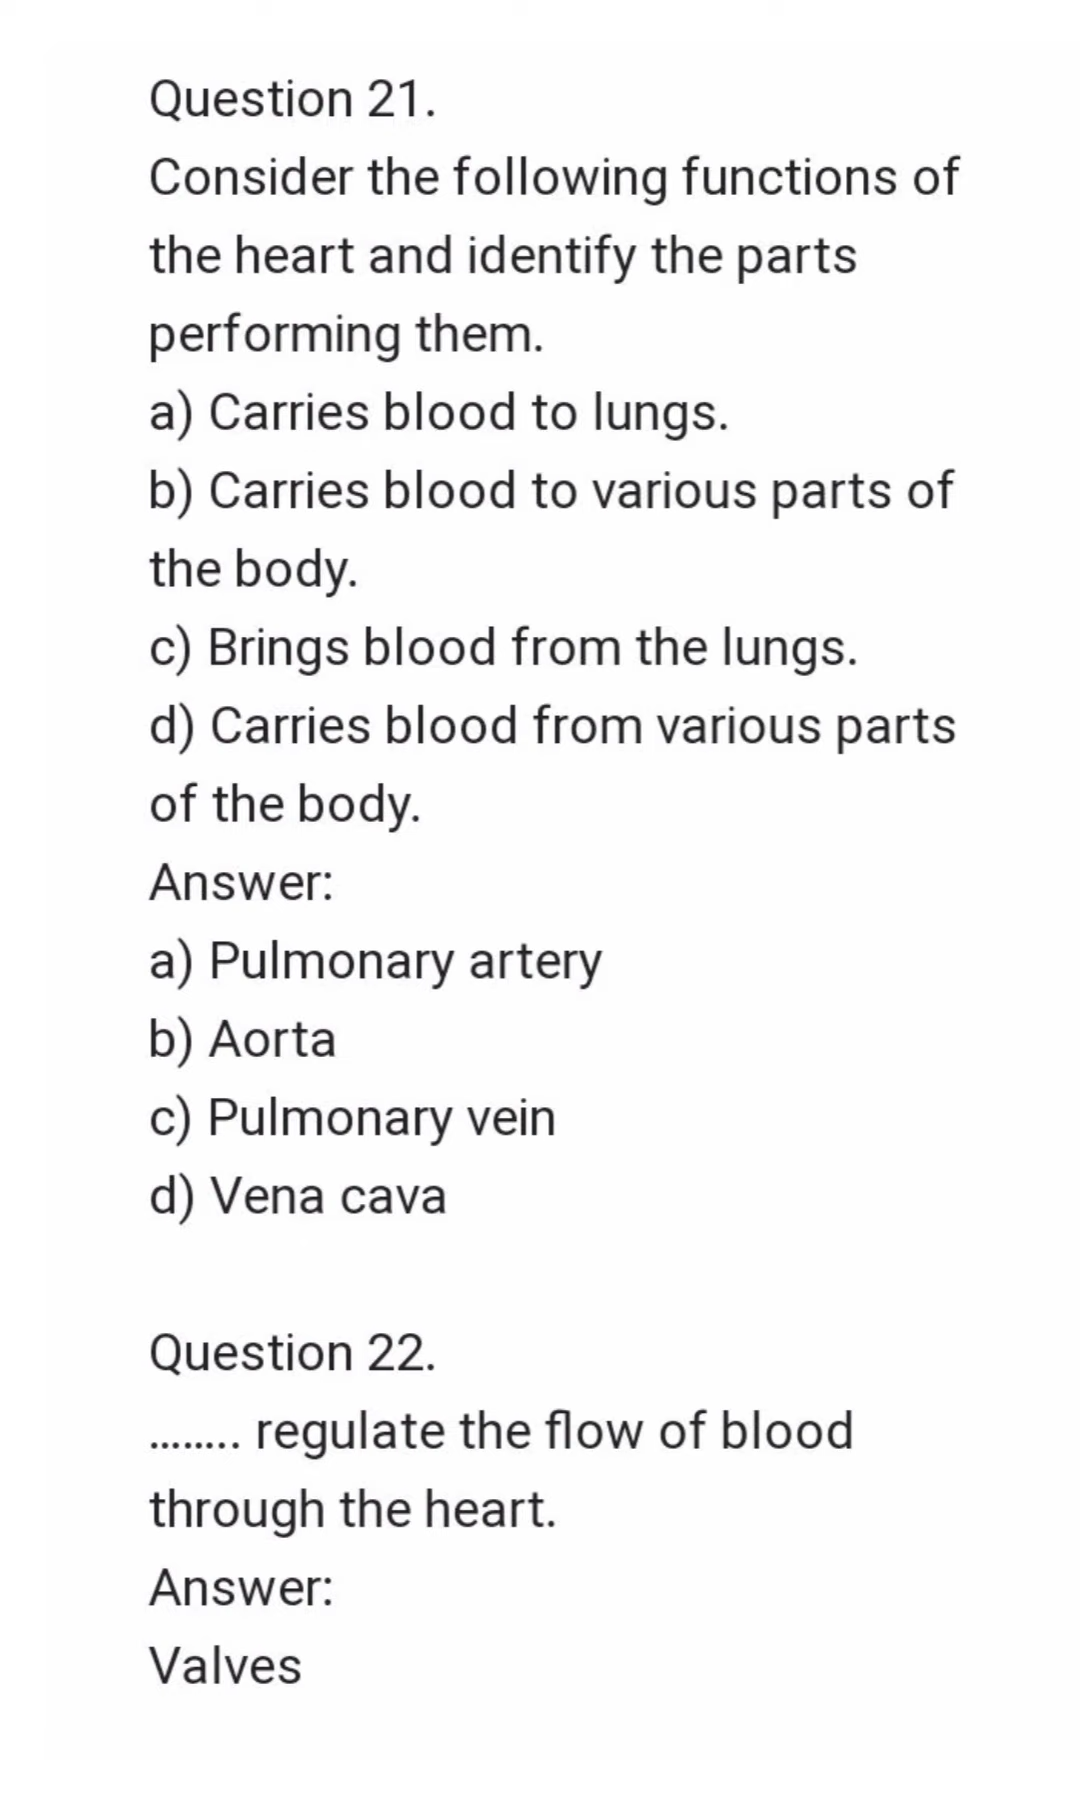 Question 21.
Consider the following functions of
the heart and identify the parts
performing them.
a) Carries blood to lungs.
b) Carries blood to various parts of
the body.
c) Brings blood from the lungs.
d) Carries blood from various parts
of the body.
Answer:
a) Pulmonary artery
b) Aorta
c) Pulmonary vein
d) Vena cava
Question 22.
........ regulate the flow of blood
through the heart.
Answer:
Valves